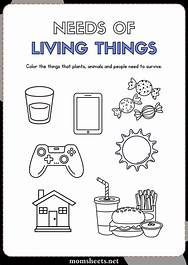 NEEDS OF
LIVING THINGS
Color the things that plants, animals and people need to survive.
momsheets.net